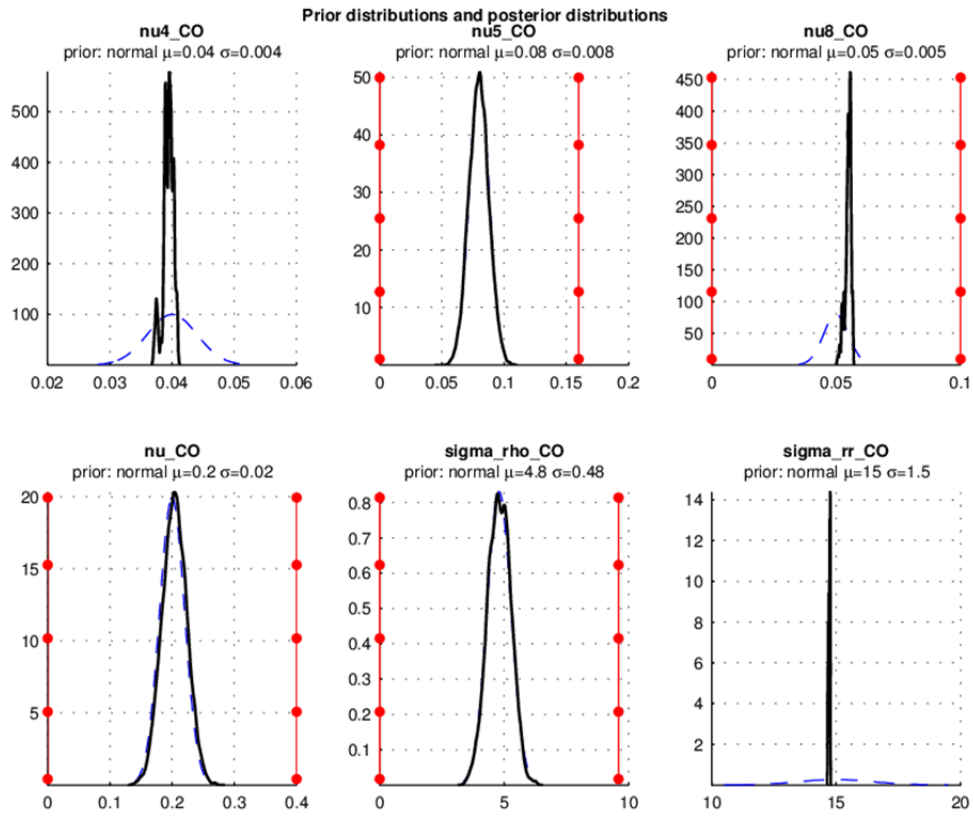 Prior distributions and posterior distributions
nu4_CO
prior: normal μ=0.04 σ=0.004
500
400
300
200
100
0.02 0.03 0.04 0.05 0.06
nu5_CO
prior: normal μ=0.08 σ=0.008
50
40
30
20
10
0 0.05 0.1 0.15 0.2
nu8_CO
prior: normal μ=0.05 σ=0.005
450
400
350
300
250
200
150
100
50
0 0.05 0.1
nu_CO
prior: normal μ=0.2 σ=0.02
20
15
10
5
0 0.1 0.2 0.3 0.4
sigma_rho_CO
prior: normal μ=4.8 σ=0.48
0.8
0.7
0.6
0.5
0.4
0.3
0.2
0.1
0 5 10
sigma_rr_CO
prior: normal μ=15 σ=1.5
14
12
10
8
6
4
2
10 15 20